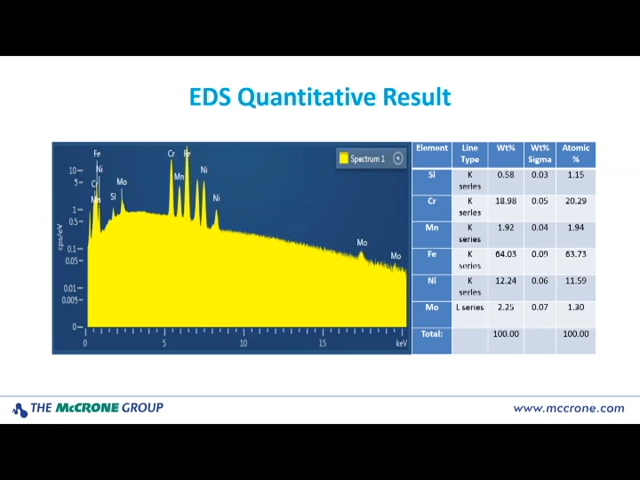 EDS Quantitative Result
Fe
Ni
Cr
Mn
Si
Mo
Cr
Mn
Fe
Ni
Ni
Mo
Mo
Spectrum 1
cps/eV
10
5
1
0.5
0.1
0.05
0.01
0.005
0
0 5 10 15 keV
Element Line Type Wt% Wt% Sigma Atomic %
Si K series 0.58 0.03 1.15
Cr K series 18.98 0.05 20.29
Mn K series 1.92 0.04 1.94
Fe K series 64.03 0.09 63.73
Ni K series 12.24 0.06 11.59
Mo L series 2.25 0.07 1.30
Total: 100.00 100.00
THE McCRONE GROUP
www.mccrone.com